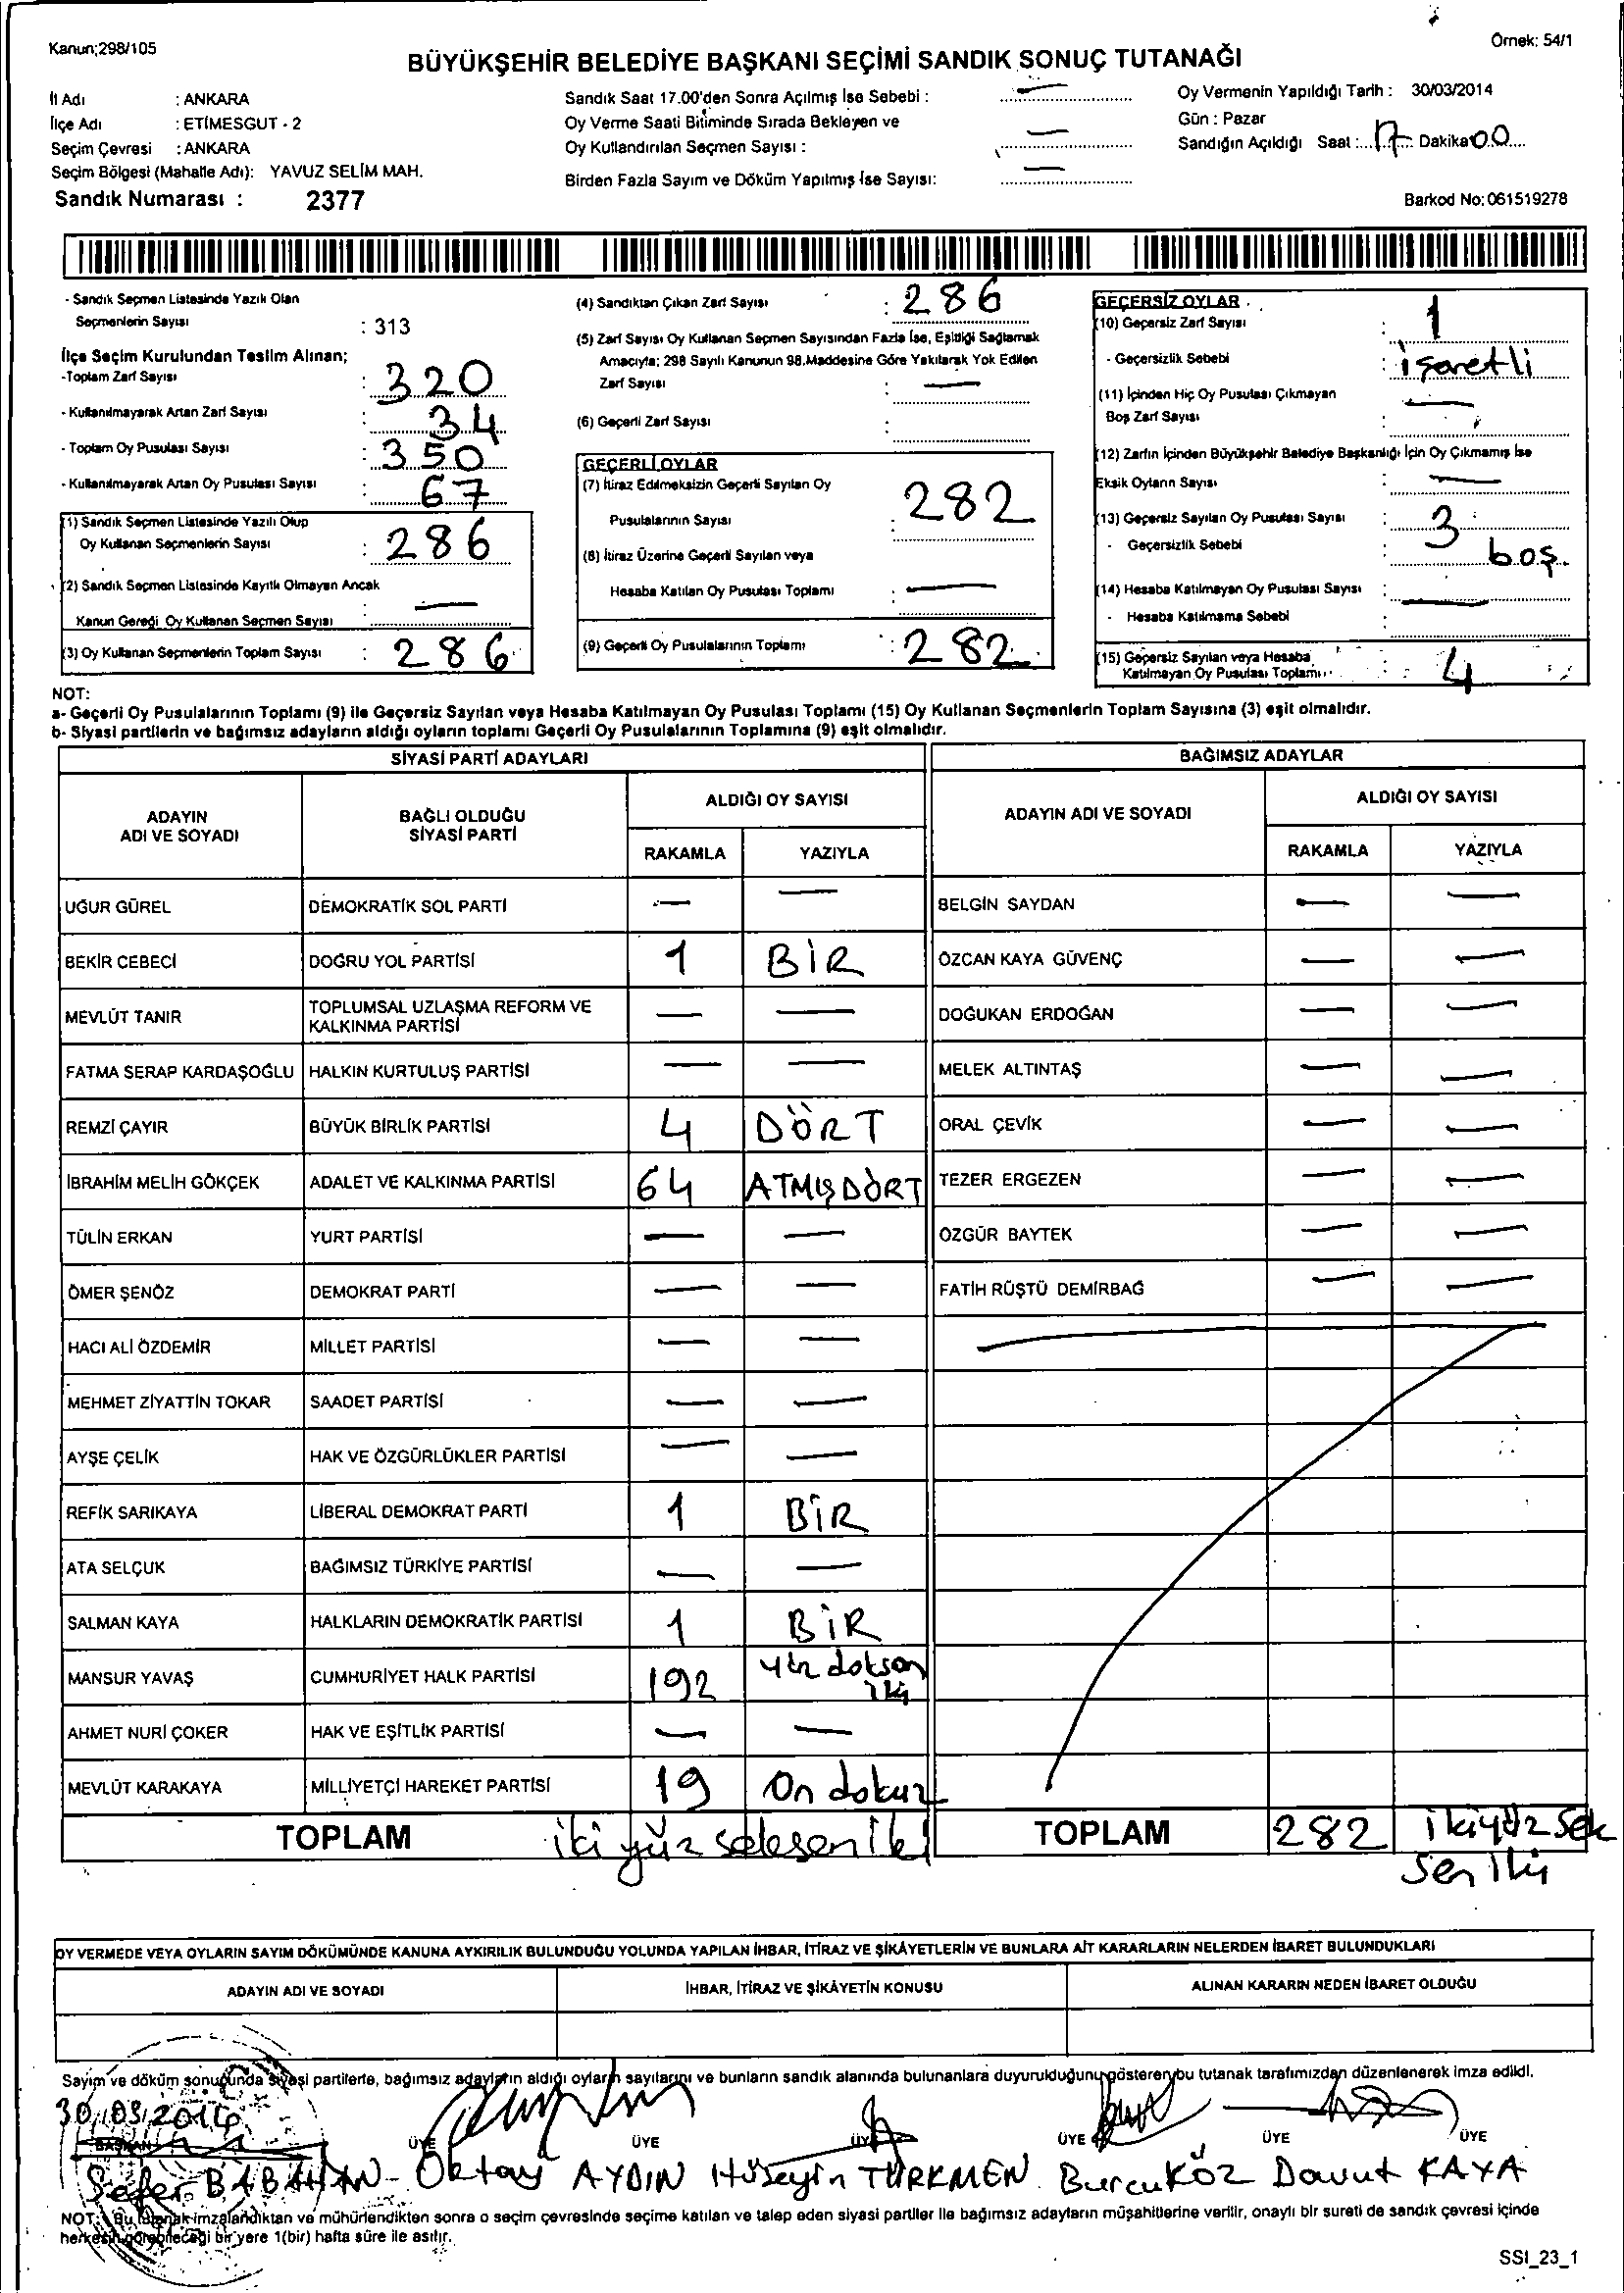 Kanun;298/105
Örnek: 54/1
BÜYÜKŞEHİR BELEDİYE BAŞKANI SEÇİMİ SANDIK SONUÇ TUTANAĞI
İl Adı : ANKARA
İlçe Adı : ETİMESGUT - 2
Seçim Çevresi : ANKARA
Seçim Bölgesi (Mahalle Adı): YAVUZ SELİM MAH.
Sandık Numarası : 2377
Sandık Saat 17.00'den Sonra Açılmış İse Sebebi : —
Oy Verme Saati Bitiminde Sırada Bekleyen ve
Oy Kullandırılan Seçmen Sayısı : —
Birden Fazla Sayım ve Döküm Yapılmış İse Sayısı: —
Oy Vermenin Yapıldığı Tarih : 30/03/2014
Gün : Pazar
Sandığın Açıldığı Saat : 17 Dakika 00
Barkod No: 061519278
- Sandık Seçmen Listesinde Yazılı Olan
Seçmenlerin Sayısı : 313
İlçe Seçim Kurulundan Teslim Alınan;
-Toplam Zarf Sayısı : 320
- Kullanılmayarak Artan Zarf Sayısı : 34
- Toplam Oy Pusulası Sayısı : 350
- Kullanılmayarak Artan Oy Pusulası Sayısı : 67
(1) Sandık Seçmen Listesinde Yazılı Olup
Oy Kullanan Seçmenlerin Sayısı : 286
(2) Sandık Seçmen Listesinde Kayıtlı Olmayan Ancak
Kanun Gereği Oy Kullanan Seçmen Sayısı : —
(3) Oy Kullanan Seçmenlerin Toplam Sayısı : 286
(4) Sandıktan Çıkan Zarf Sayısı : 286
(5) Zarf Sayısı Oy Kullanan Seçmen Sayısından Fazla İse, Eşitliği Sağlamak
Amacıyla; 298 Sayılı Kanunun 98.Maddesine Göre Yakılarak Yok Edilen
Zarf Sayısı : —
(6) Geçerli Zarf Sayısı :
GEÇERLİ OYLAR
(7) İtiraz Edilmeksizin Geçerli Sayılan Oy
Pusulalarının Sayısı : 282
(8) İtiraz Üzerine Geçerli Sayılan veya
Hesaba Katılan Oy Pusulası Toplamı : —
(9) Geçerli Oy Pusulalarının Toplamı : 282
GEÇERSİZ OYLAR
(10) Geçersiz Zarf Sayısı : 1
- Geçersizlik Sebebi : işaretli
(11) İçinden Hiç Oy Pusulası Çıkmayan
Boş Zarf Sayısı : —
(12) Zarfın İçinden Büyükşehir Belediye Başkanlığı İçin Oy Çıkmamış İse
Eksik Oyların Sayısı : —
(13) Geçersiz Sayılan Oy Pusulası Sayısı : 3
- Geçersizlik Sebebi : boş
(14) Hesaba Katılmayan Oy Pusulası Sayısı : —
- Hesaba Katılmama Sebebi :
(15) Geçersiz Sayılan veya Hesaba
Katılmayan Oy Pusulası Toplamı : 4
NOT:
a- Geçerli Oy Pusulalarının Toplamı (9) ile Geçersiz Sayılan veya Hesaba Katılmayan Oy Pusulası Toplamı (15) Oy Kullanan Seçmenlerin Toplam Sayısına (3) eşit olmalıdır.
b- Siyasi partilerin ve bağımsız adayların aldığı oyların toplamı Geçerli Oy Pusulalarının Toplamına (9) eşit olmalıdır.
SİYASİ PARTİ ADAYLARI
BAĞIMSIZ ADAYLAR
ADAYIN ADI VE SOYADI
BAĞLI OLDUĞU SİYASİ PARTİ
ALDIĞI OY SAYISI
RAKAMLA YAZIYLA
ADAYIN ADI VE SOYADI
ALDIĞI OY SAYISI
RAKAMLA YAZIYLA
UĞUR GÜREL DEMOKRATİK SOL PARTİ — — BELGİN SAYDAN — —
BEKİR CEBECİ DOĞRU YOL PARTİSİ 1 BİR ÖZCAN KAYA GÜVENÇ — —
MEVLÜT TANIR TOPLUMSAL UZLAŞMA REFORM VE KALKINMA PARTİSİ — — DOĞUKAN ERDOĞAN — —
FATMA SERAP KARDAŞOĞLU HALKIN KURTULUŞ PARTİSİ — — MELEK ALTINTAŞ — —
REMZİ ÇAYIR BÜYÜK BİRLİK PARTİSİ 4 DÖRT ORAL ÇEVİK — —
İBRAHİM MELİH GÖKÇEK ADALET VE KALKINMA PARTİSİ 64 ATMIŞDÖRT TEZER ERGEZEN — —
TÜLİN ERKAN YURT PARTİSİ — — ÖZGÜR BAYTEK — —
ÖMER ŞENÖZ DEMOKRAT PARTİ — — FATİH RÜŞTÜ DEMİRBAĞ — —
HACI ALİ ÖZDEMİR MİLLET PARTİSİ — —
MEHMET ZİYATTİN TOKAR SAADET PARTİSİ — —
AYŞE ÇELİK HAK VE ÖZGÜRLÜKLER PARTİSİ — —
REFİK SARIKAYA LİBERAL DEMOKRAT PARTİ 1 BİR
ATA SELÇUK BAĞIMSIZ TÜRKİYE PARTİSİ — —
SALMAN KAYA HALKLARIN DEMOKRATİK PARTİSİ 1 BİR
MANSUR YAVAŞ CUMHURİYET HALK PARTİSİ 192 yüz doksan iki
AHMET NURİ ÇOKER HAK VE EŞİTLİK PARTİSİ — —
MEVLÜT KARAKAYA MİLLİYETÇİ HAREKET PARTİSİ 19 On dokuz
TOPLAM iki yüz seksen iki TOPLAM 282 ikiyüz sek
sen iki
OY VERMEDE VEYA OYLARIN SAYIM DÖKÜMÜNDE KANUNA AYKIRILIK BULUNDUĞU YOLUNDA YAPILAN İHBAR, İTİRAZ VE ŞİKÂYETLERİN VE BUNLARA AİT KARARLARIN NELERDEN İBARET BULUNDUKLARI
ADAYIN ADI VE SOYADI İHBAR, İTİRAZ VE ŞİKÂYETİN KONUSU ALINAN KARARIN NEDEN İBARET OLDUĞU
Sayım ve döküm sonucunda siyasi partilerle, bağımsız adayların aldığı oyların sayılarını ve bunların sandık alanında bulunanlara duyurulduğunu gösteren bu tutanak tarafımızdan düzenlenerek imza edildi.
30/03/2014
BAŞKAN ÜYE ÜYE ÜYE ÜYE ÜYE ÜYE
Sefer BABAHAN Oktay AYDIN Hüseyin TÜRKMEN Burcu KÖZ Davut KAYA
NOT: Bu tutanak imzalandıktan ve mühürlendikten sonra o seçim çevresinde seçime katılan ve talep eden siyasi partiler ile bağımsız adayların müşahitlerine verilir, onaylı bir sureti de sandık çevresi içinde
herkesin görebileceği bir yere 1(bir) hafta süre ile asılır.
SSI_23_1